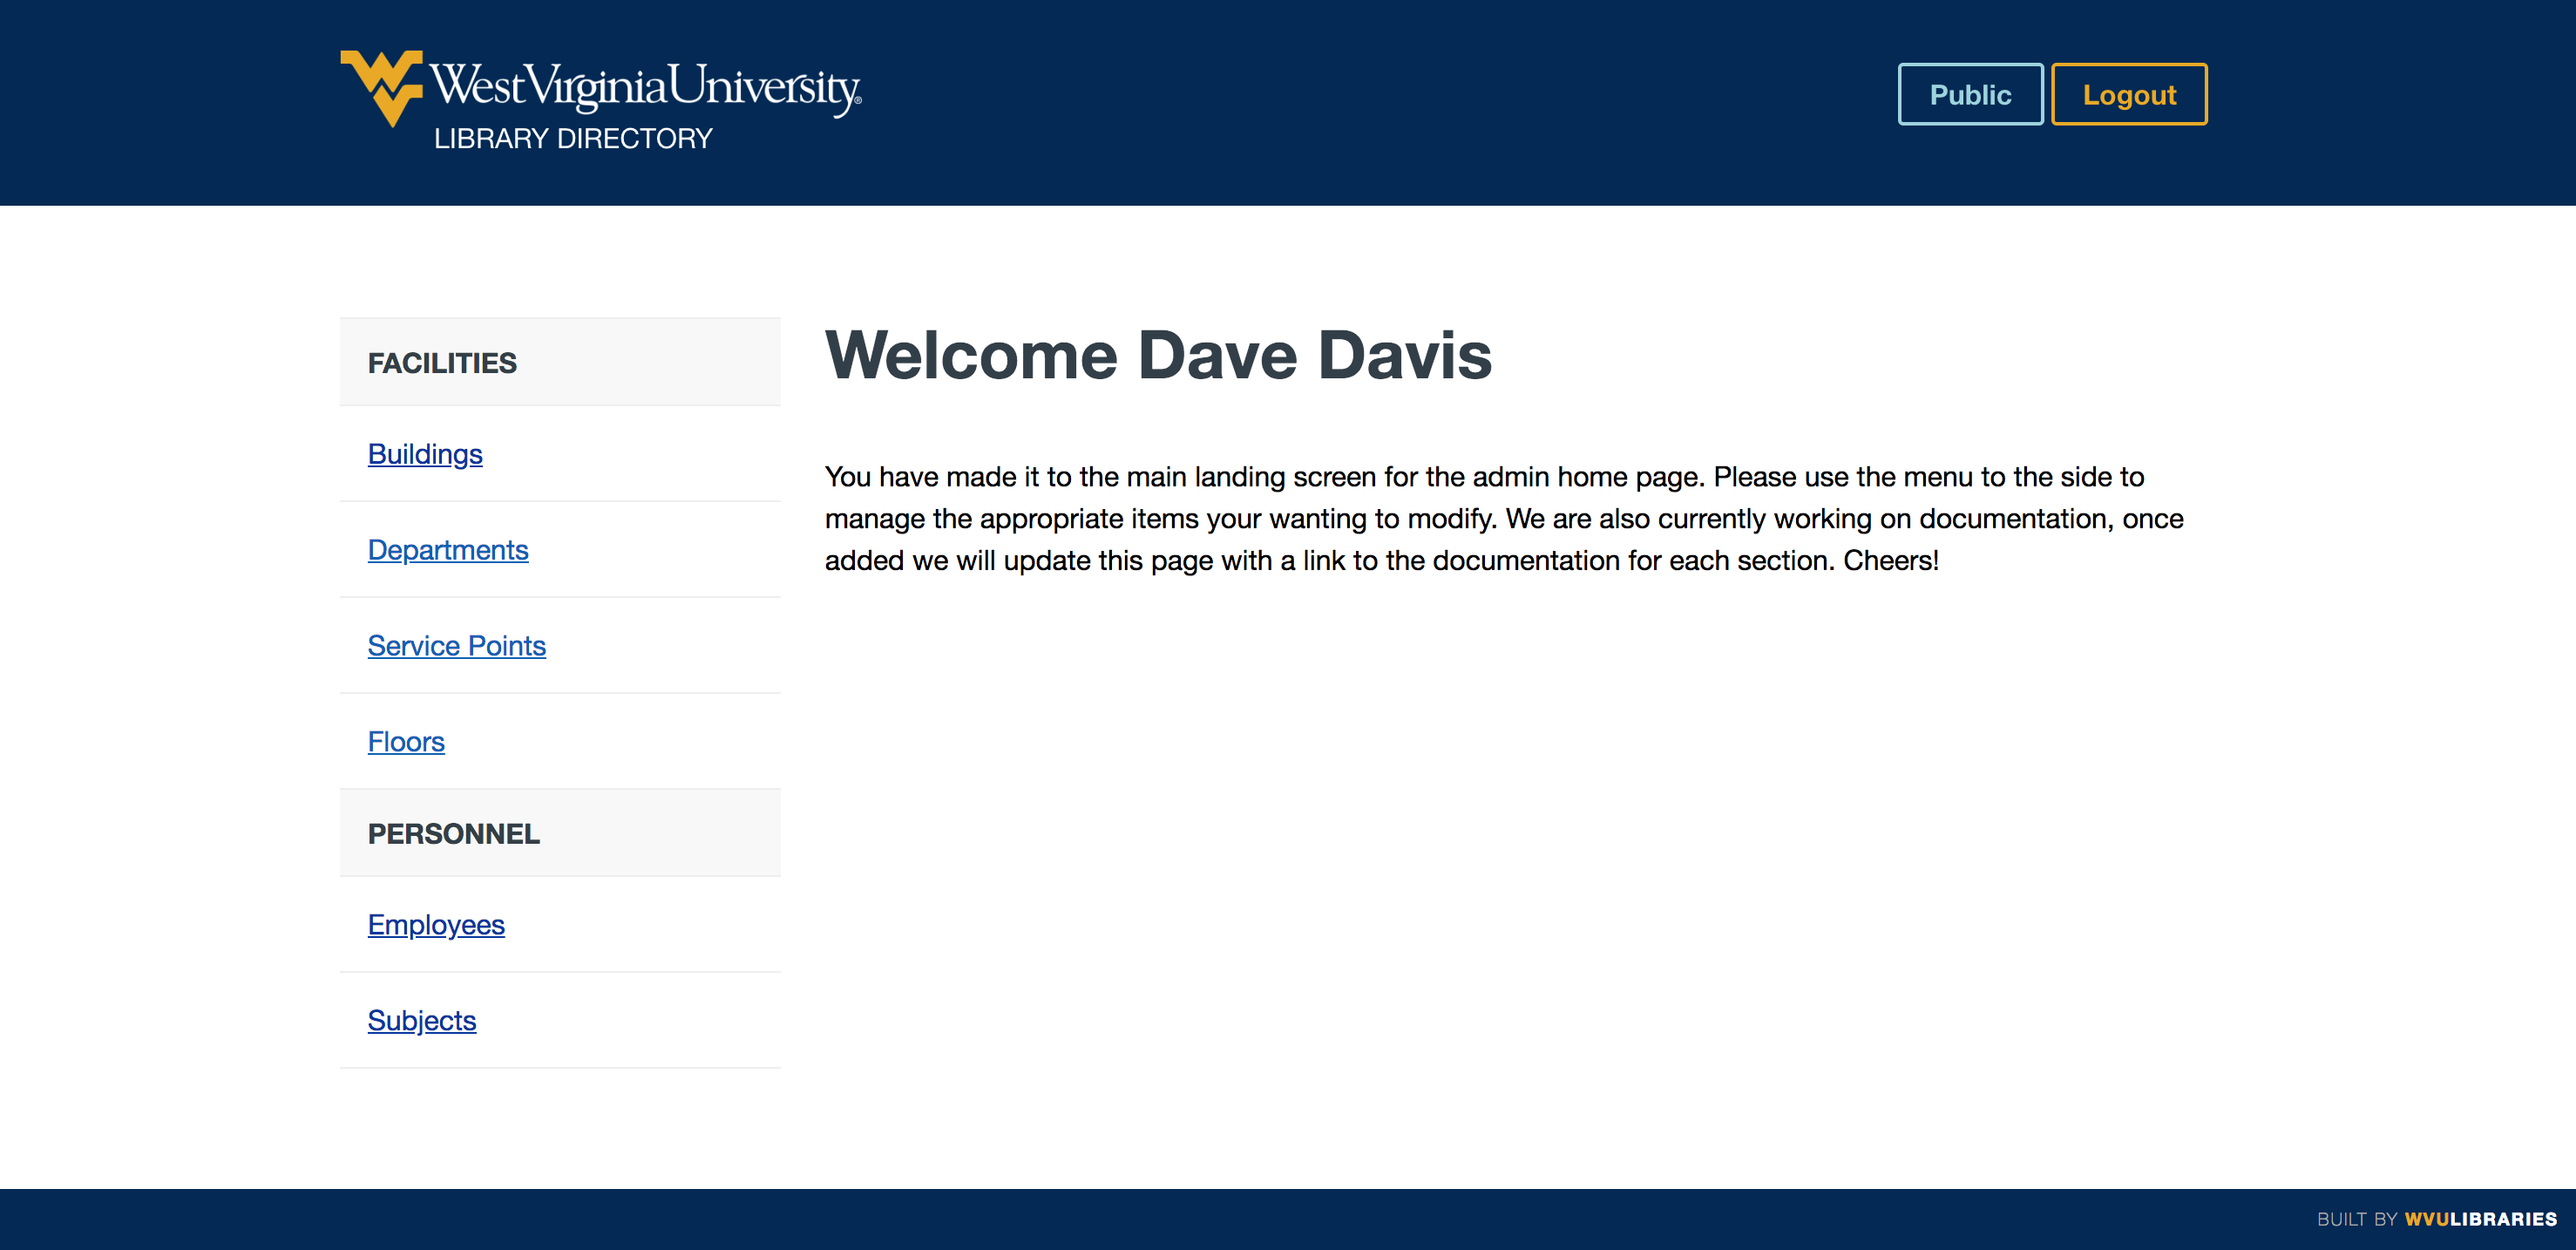 WestVirginiaUniversity®
LIBRARY DIRECTORY
Public
Logout
FACILITIES
Buildings
Departments
Service Points
Floors
PERSONNEL
Employees
Subjects
Welcome Dave Davis
You have made it to the main landing screen for the admin home page. Please use the menu to the side to
manage the appropriate items your wanting to modify. We are also currently working on documentation, once
added we will update this page with a link to the documentation for each section. Cheers!
BUILT BY WVULIBRARIES